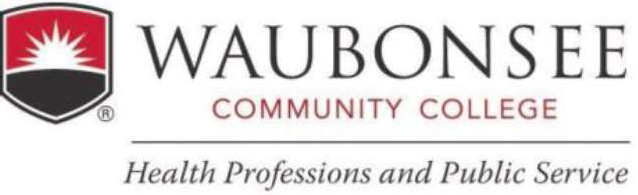 WAUBONSEE
COMMUNITY COLLEGE
®
Health Professions and Public Service